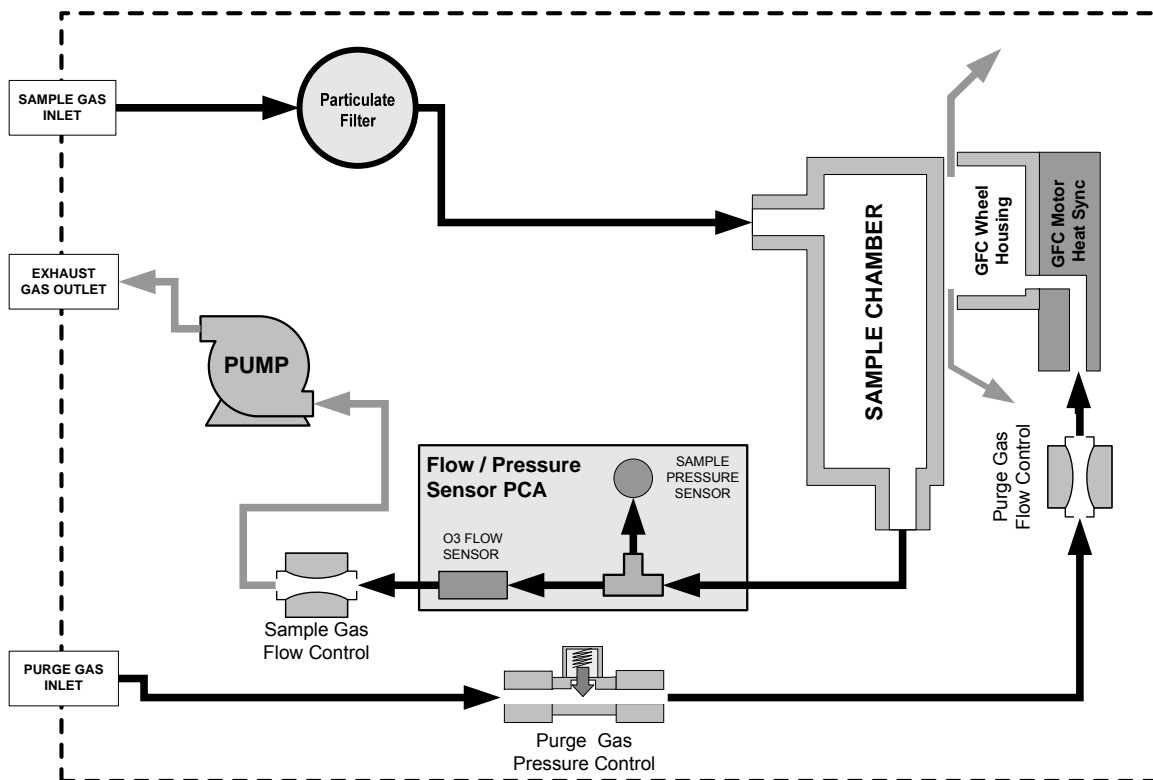 SAMPLE GAS
INLET
Particulate
Filter
EXHAUST
GAS OUTLET
PUMP
SAMPLE CHAMBER
GFC Wheel
Housing
GFC Motor
Heat Sync
Flow / Pressure
Sensor PCA
SAMPLE
PRESSURE
SENSOR
O3 FLOW
SENSOR
Purge Gas
Flow Control
Sample Gas
Flow Control
PURGE GAS
INLET
Purge Gas
Pressure Control